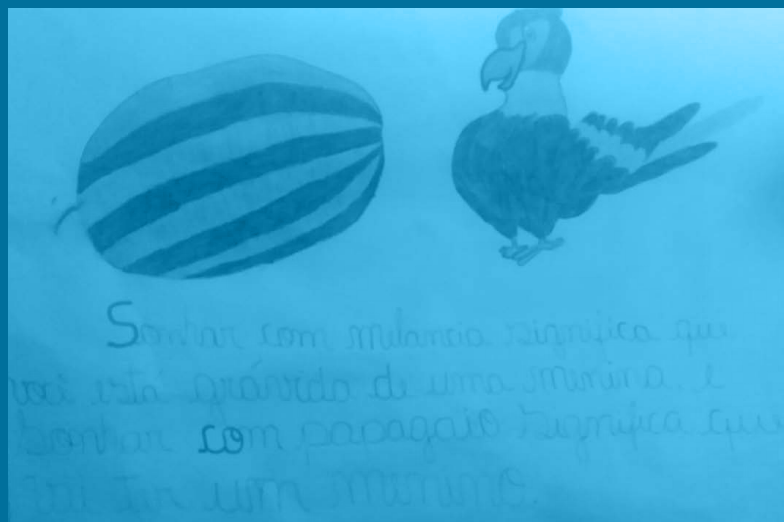 Sonhar com melancia significa que
você está grávida de uma menina, e
Sonhar com papagaio significa que
vai ter um menino.